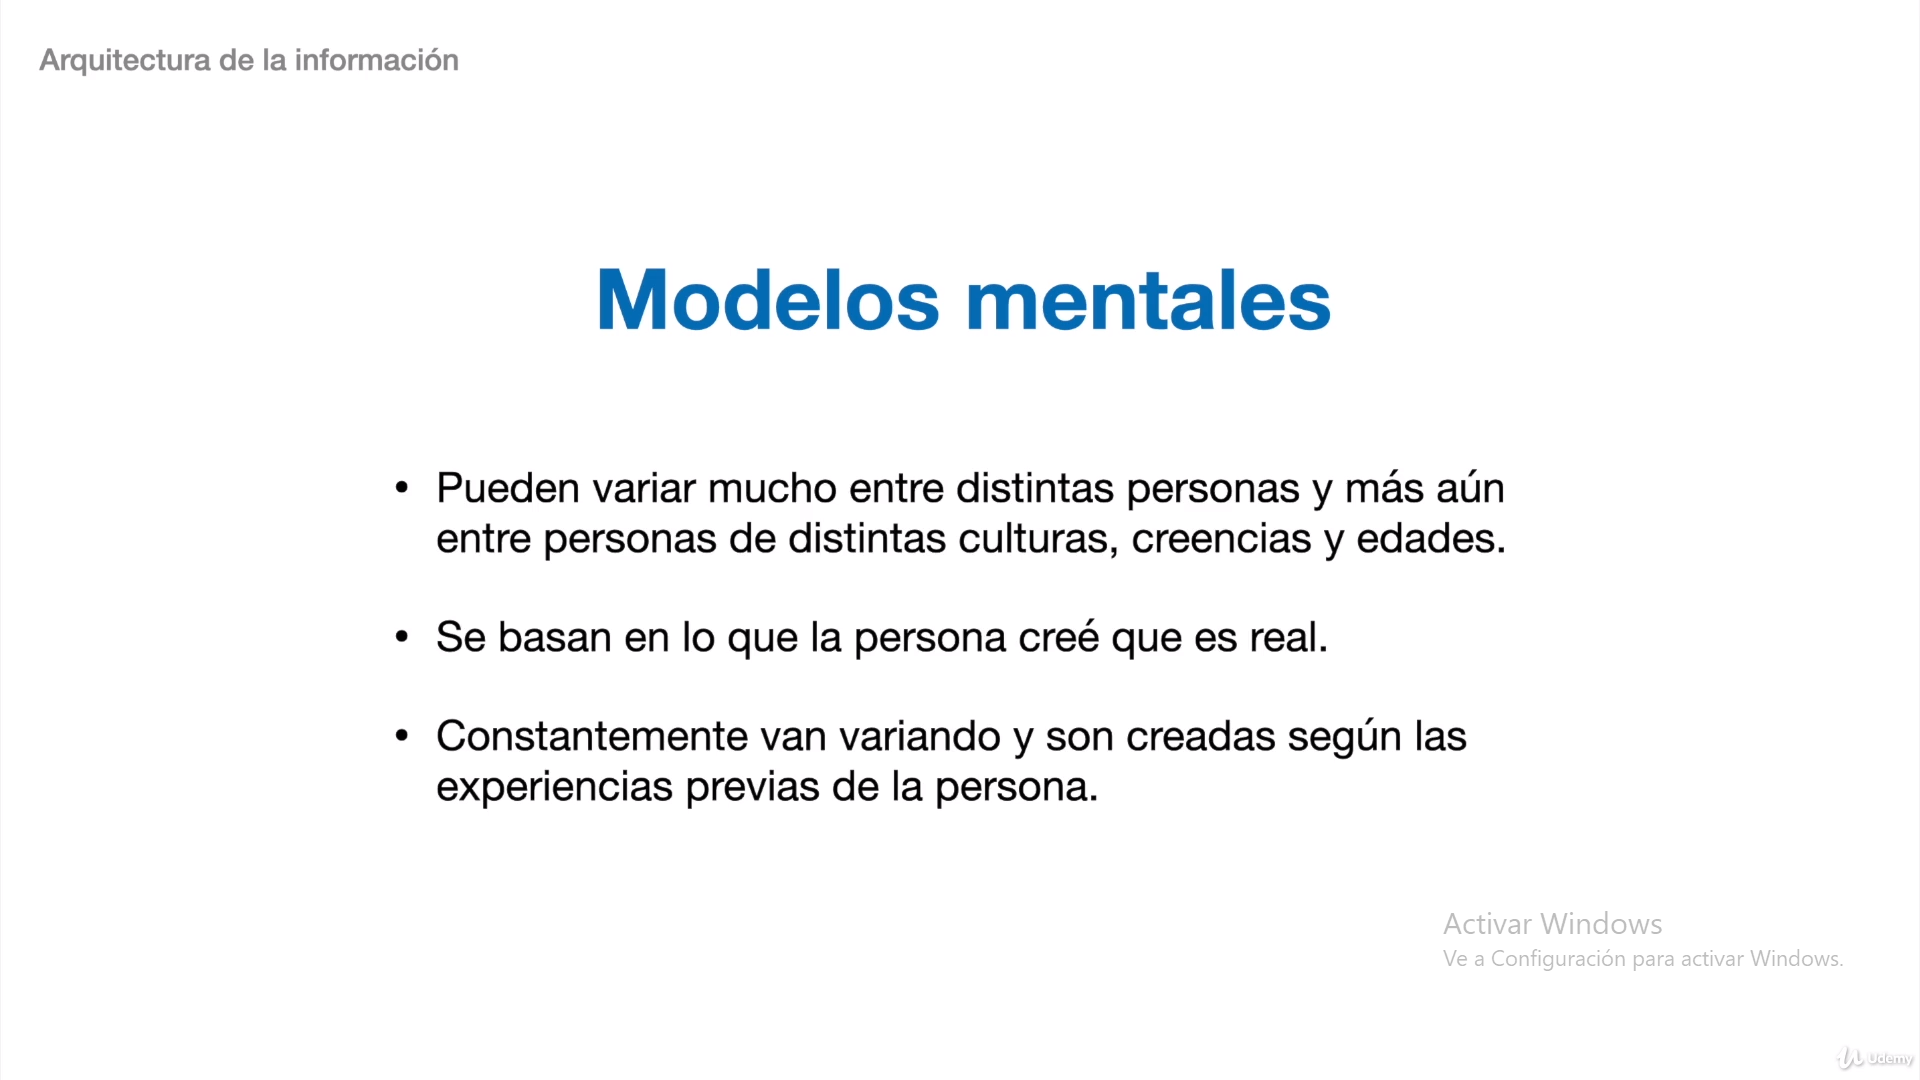 Arquitectura de la información
Modelos mentales
• Pueden variar mucho entre distintas personas y más aún
entre personas de distintas culturas, creencias y edades.
• Se basan en lo que la persona creé que es real.
• Constantemente van variando y son creadas según las
experiencias previas de la persona.
Activar Windows
Ve a Configuración para activar Windows.
Udemy